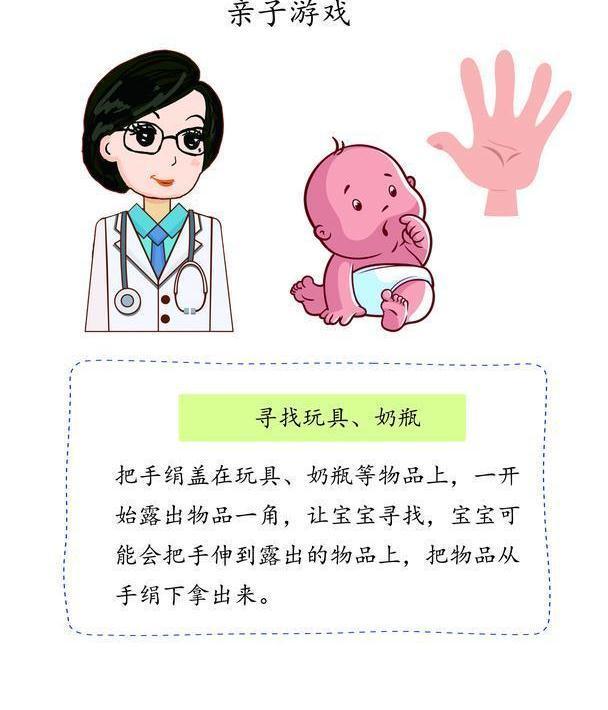 亲子游戏
寻找玩具、奶瓶
把手绢盖在玩具、奶瓶等物品上，一开
始露出物品一角，让宝宝寻找，宝宝可
能会把手伸到露出的物品上，把物品从
手绢下拿出来。